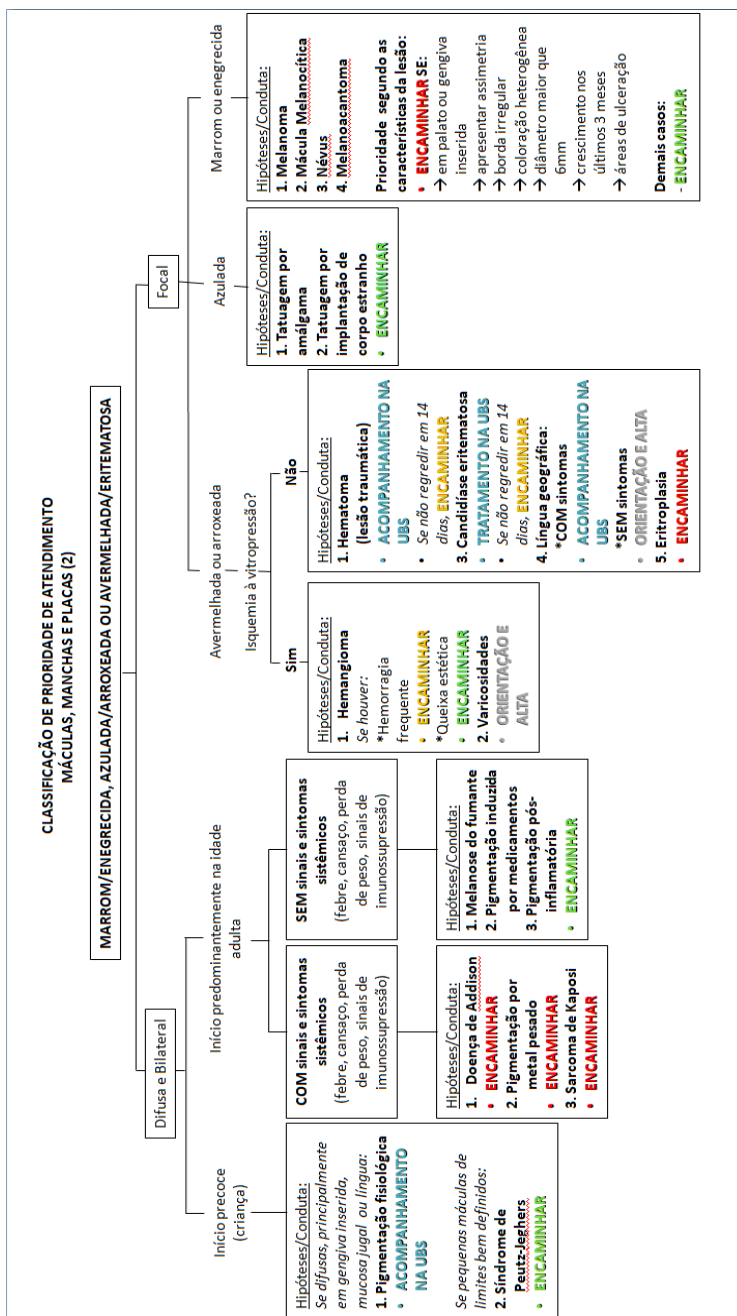 CLASSIFICAÇÃO DE PRIORIDADE DE ATENDIMENTO
MÁCULAS, MANCHAS E PLACAS (2)
MARROM/ENEGRECIDA, AZULADA/ARROXEADA OU AVERMELHADA/ERITEMATOSA
Difusa e Bilateral
Início precoce
(criança)
Hipóteses/Conduta:
Se difusas, principalmente
em gengiva inserida,
mucosa jugal ou língua:
1. Pigmentação fisiológica
• ACOMPANHAMENTO
NA UBS
Se pequenas máculas de
limites bem definidos:
2. Síndrome de
Peutz-Jeghers
• ENCAMINHAR
Início predominantemente na idade
adulta
COM sinais e sintomas
sistêmicos
(febre, cansaço, perda
de peso, sinais de
imunossupressão)
Hipóteses/Conduta:
1. Doença de Addison
• ENCAMINHAR
2. Pigmentação por
metal pesado
• ENCAMINHAR
3. Sarcoma de Kaposi
• ENCAMINHAR
SEM sinais e sintomas
sistêmicos
(febre, cansaço, perda
de peso, sinais de
imunossupressão)
Hipóteses/Conduta:
1. Melanose do fumante
2. Pigmentação induzida
por medicamentos
3. Pigmentação pós-
inflamatória
• ENCAMINHAR
Focal
Avermelhada ou arroxeada
Isquemia à vitropressão?
Sim
Hipóteses/Conduta:
1. Hemangioma
Se houver:
*Hemorragia
frequente
• ENCAMINHAR
*Queixa estética
• ENCAMINHAR
2. Varicosidades
• ORIENTAÇÃO E
ALTA
Não
Hipóteses/Conduta:
1. Hematoma
(lesão traumática)
• ACOMPANHAMENTO NA
UBS
• Se não regredir em 14
dias, ENCAMINHAR
3. Candidíase eritematosa
• TRATAMENTO NA UBS
• Se não regredir em 14
dias, ENCAMINHAR
4. Língua geográfica:
*COM sintomas
• ACOMPANHAMENTO NA
UBS
*SEM sintomas
• ORIENTAÇÃO E ALTA
5. Eritroplasia
• ENCAMINHAR
Azulada
Hipóteses/Conduta:
1. Tatuagem por
amálgama
2. Tatuagem por
implantação de
corpo estranho
• ENCAMINHAR
Marrom ou enegrecida
Hipóteses/Conduta:
1. Melanoma
2. Mácula Melanocítica
3. Névus
4. Melanoacantoma
Prioridade segundo as
características da lesão:
• ENCAMINHAR SE:
→ em palato ou gengiva
inserida
→ apresentar assimetria
→ borda irregular
→ coloração heterogênea
→ diâmetro maior que
6mm
→ crescimento nos
últimos 3 meses
→ áreas de ulceração
Demais casos:
- ENCAMINHAR